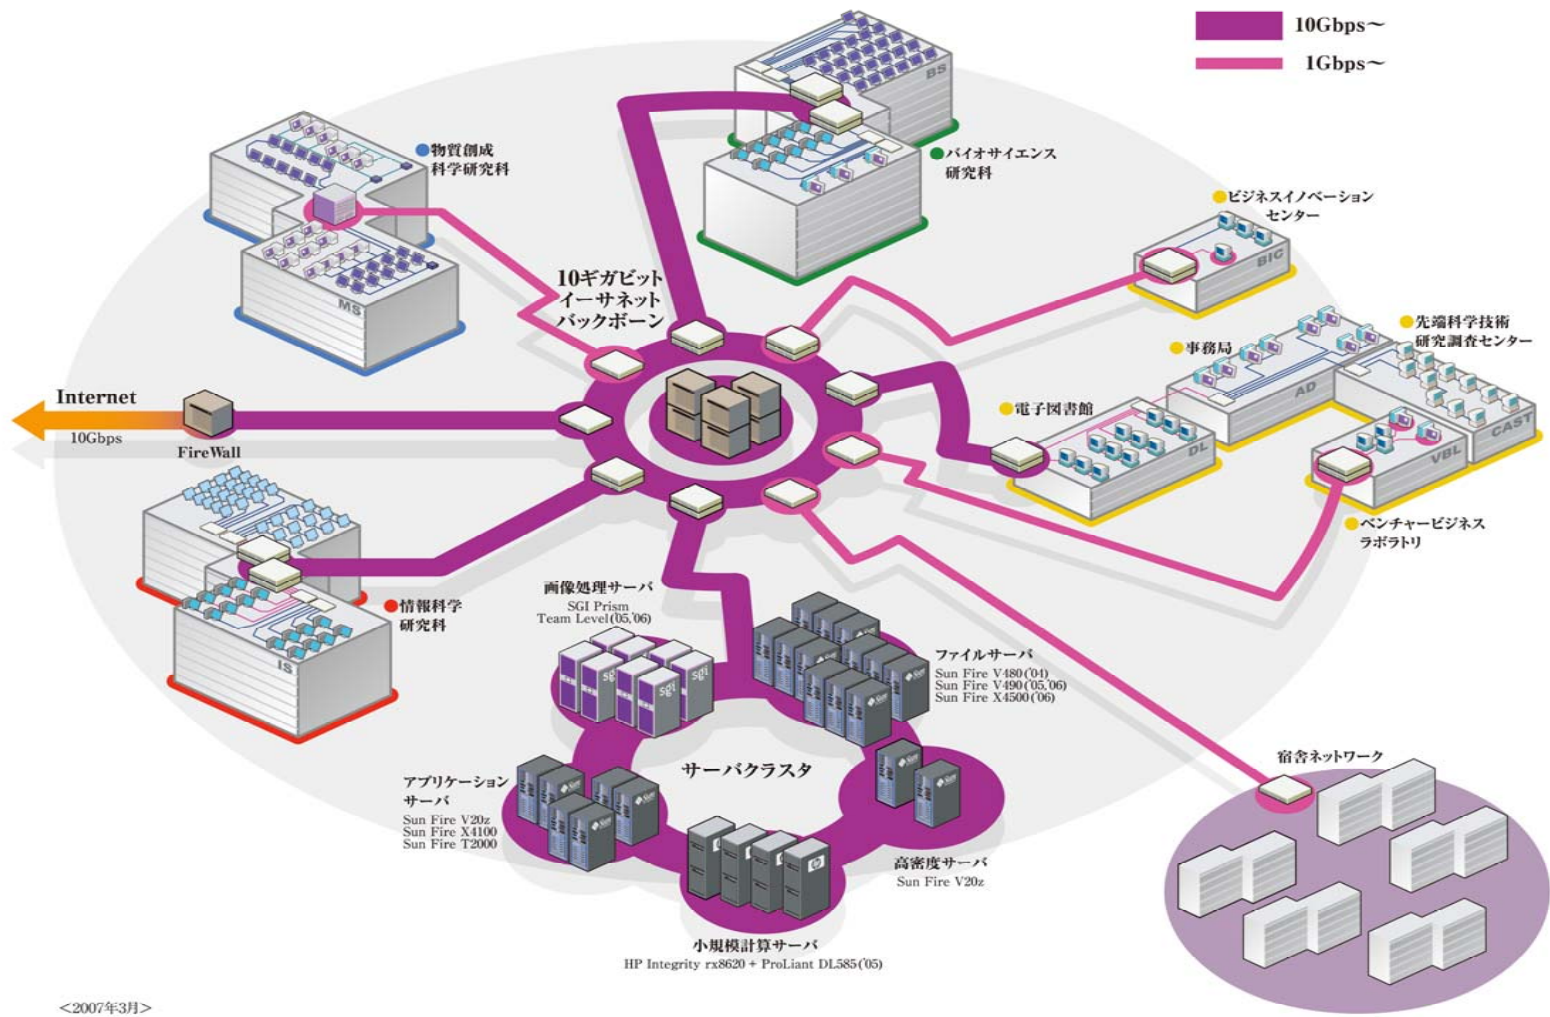 10Gbps～
1Gbps～
BS
物質創成
科学研究科
バイオサイエンス
研究科
ビジネスイノベーション
センター
BIC
10ギガビット
イーサネット
バックボーン
MS
先端科学技術
研究調査センター
事務局
AD
CAST
電子図書館
DL
VBL
Internet
10Gbps
FireWall
ベンチャービジネス
ラボラトリ
情報科学
研究科
IS
画像処理サーバ
SGI Prism
Team Level('05,'06)
sgi
sgi
ファイルサーバ
Sun Fire V480('04)
Sun Fire V490('05,'06)
Sun Fire X4500('06)
サーバクラスタ
アプリケーション
サーバ
Sun Fire V20z
Sun Fire X4100
Sun Fire T2000
Sun
Sun
Sun
Sun
Sun
宿舎ネットワーク
高密度サーバ
Sun Fire V20z
hp
小規模計算サーバ
HP Integrity rx8620 + ProLiant DL585('05)
＜2007年3月＞